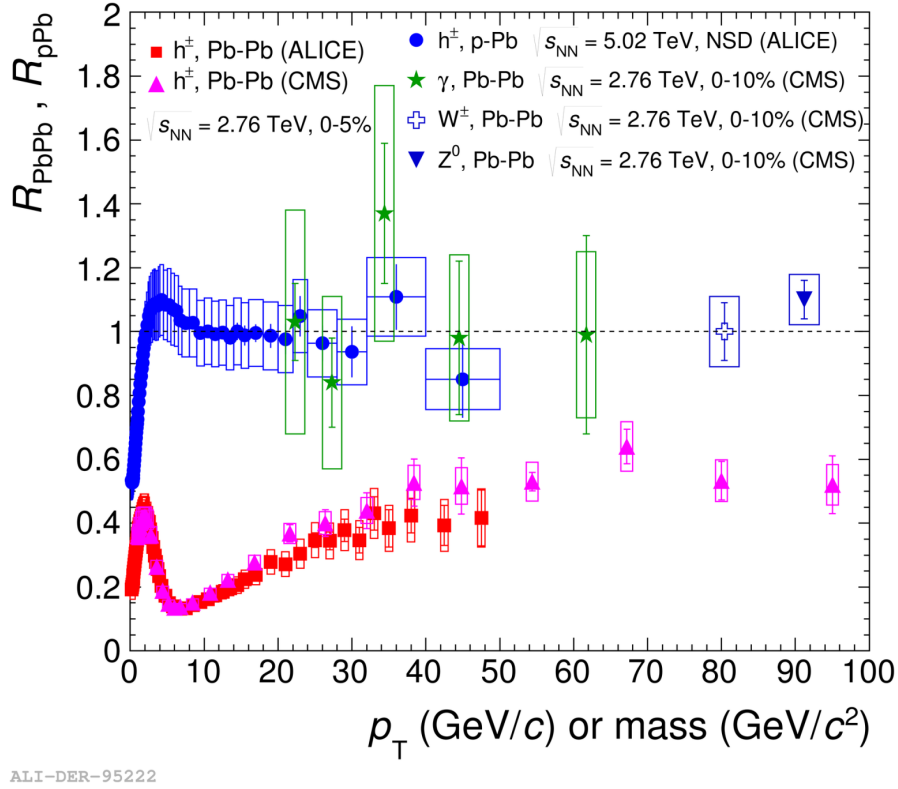 R_PbPb , R_pPb
h±, Pb-Pb (ALICE)
h±, Pb-Pb (CMS)
√s_NN = 2.76 TeV, 0-5%
h±, p-Pb √s_NN = 5.02 TeV, NSD (ALICE)
γ, Pb-Pb √s_NN = 2.76 TeV, 0-10% (CMS)
W±, Pb-Pb √s_NN = 2.76 TeV, 0-10% (CMS)
Z⁰, Pb-Pb √s_NN = 2.76 TeV, 0-10% (CMS)
2
1.8
1.6
1.4
1.2
1
0.8
0.6
0.4
0.2
0
0 10 20 30 40 50 60 70 80 90 100
p_T (GeV/c) or mass (GeV/c²)
ALI-DER-95222